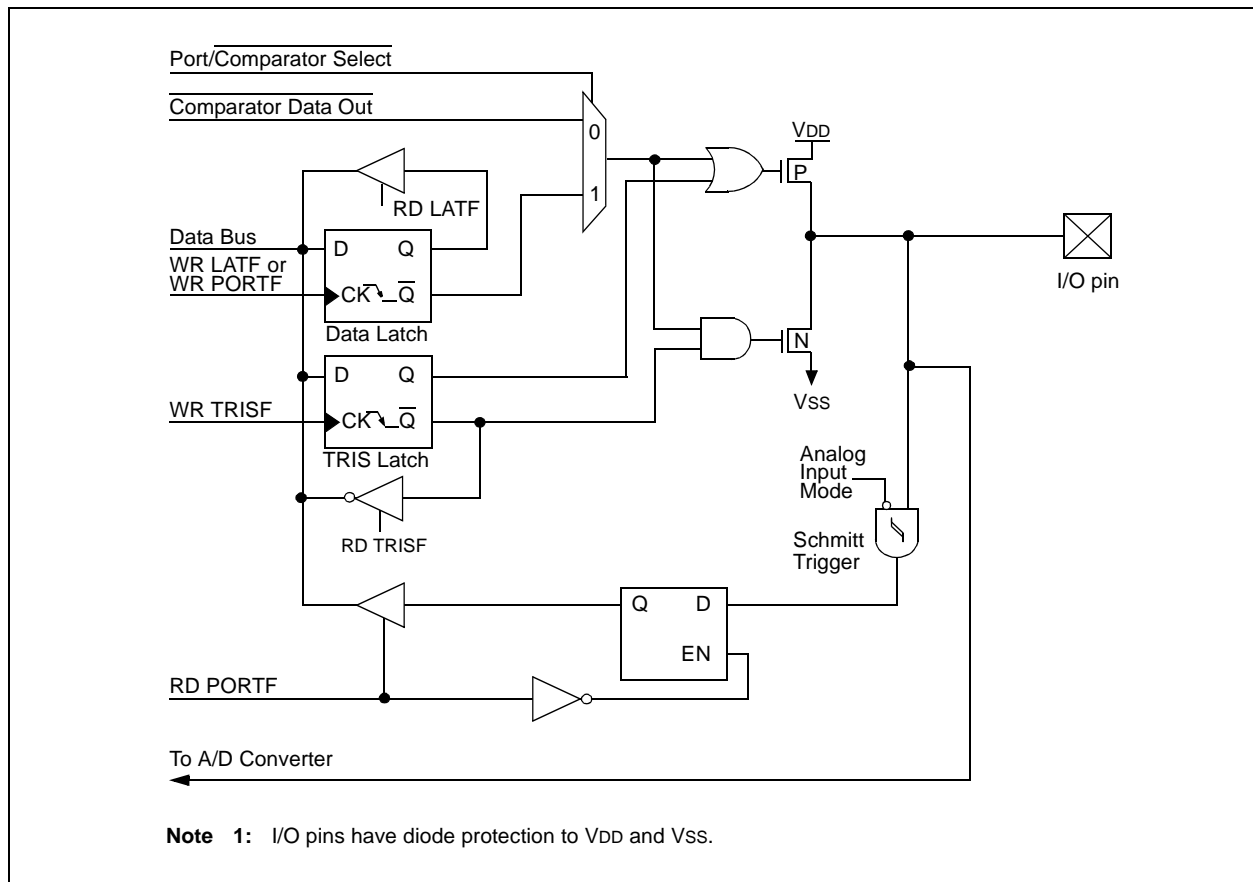 Port/Comparator Select
Comparator Data Out
0
1
VDD
P
RD LATF
Data Bus
WR LATF or
WR PORTF
D Q
CK Q
Data Latch
I/O pin
N
VSS
D Q
WR TRISF
CK Q
TRIS Latch
RD TRISF
Analog
Input
Mode
Schmitt
Trigger
Q D
EN
RD PORTF
To A/D Converter
Note 1: I/O pins have diode protection to VDD and VSS.